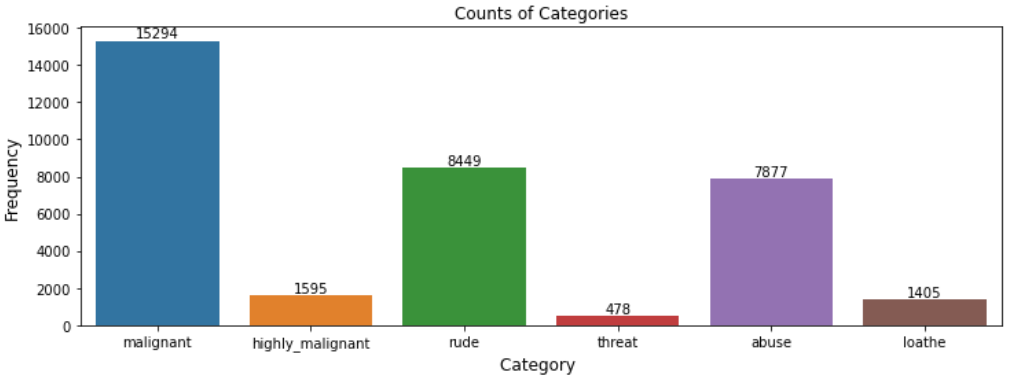 Counts of Categories
Frequency
16000
14000
12000
10000
8000
6000
4000
2000
0
15294
1595
8449
478
7877
1405
malignant
highly_malignant
rude
threat
abuse
loathe
Category